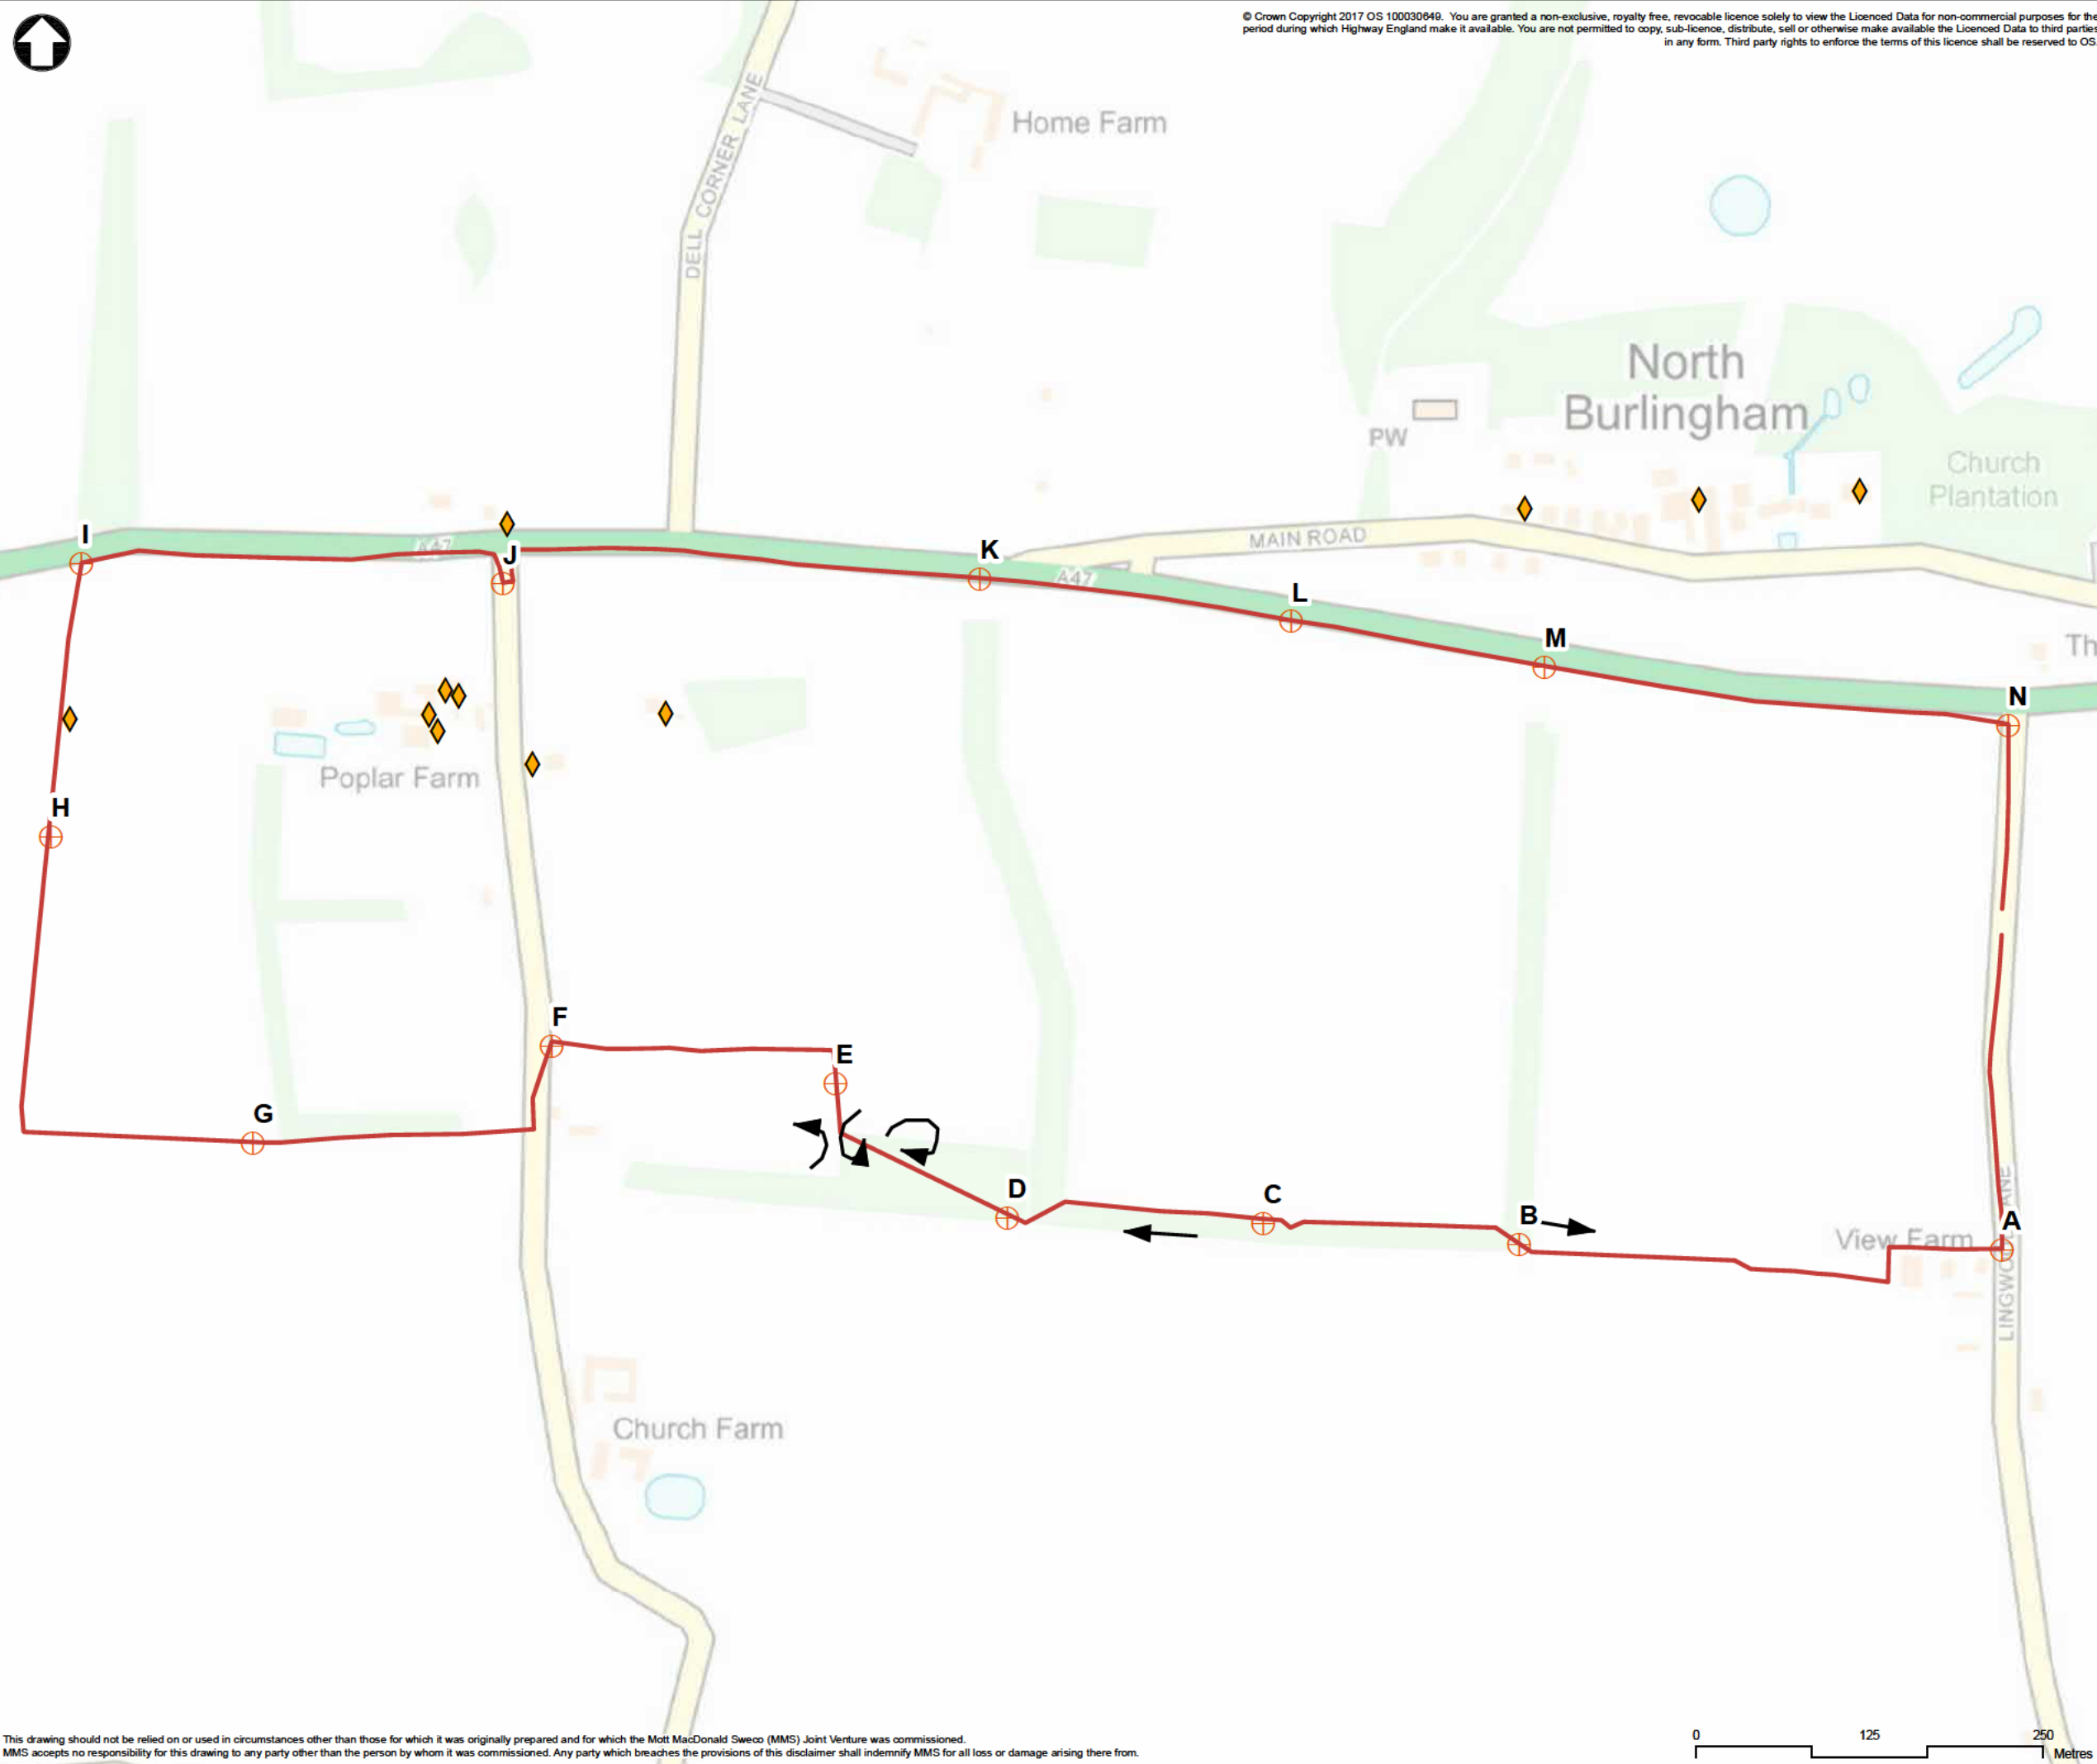 © Crown Copyright 2017 OS 100030649. You are granted a non-exclusive, royalty free, revocable licence solely to view the Licenced Data for non-commercial purposes for the
period during which Highway England make it available. You are not permitted to copy, sub-licence, distribute, sell or otherwise make available the Licenced Data to third parties
in any form. Third party rights to enforce the terms of this licence shall be reserved to OS.
DELL CORNER LANE
Home Farm
North
Burlingham
PW
Church
Plantation
MAIN ROAD
I
A47
J
K
A47
L
M
Th
N
Poplar Farm
H
F
E
G
D
C
B
A
View Farm
LANE
Church Farm
This drawing should not be relied on or used in circumstances other than those for which it was originally prepared and for which the Mott MacDonald Sweco (MMS) Joint Venture was commissioned.
MMS accepts no responsibility for this drawing to any party other than the person by whom it was commissioned. Any party which breaches the provisions of this disclaimer shall indemnify MMS for all loss or damage arising there from.
0 125 250
Metres